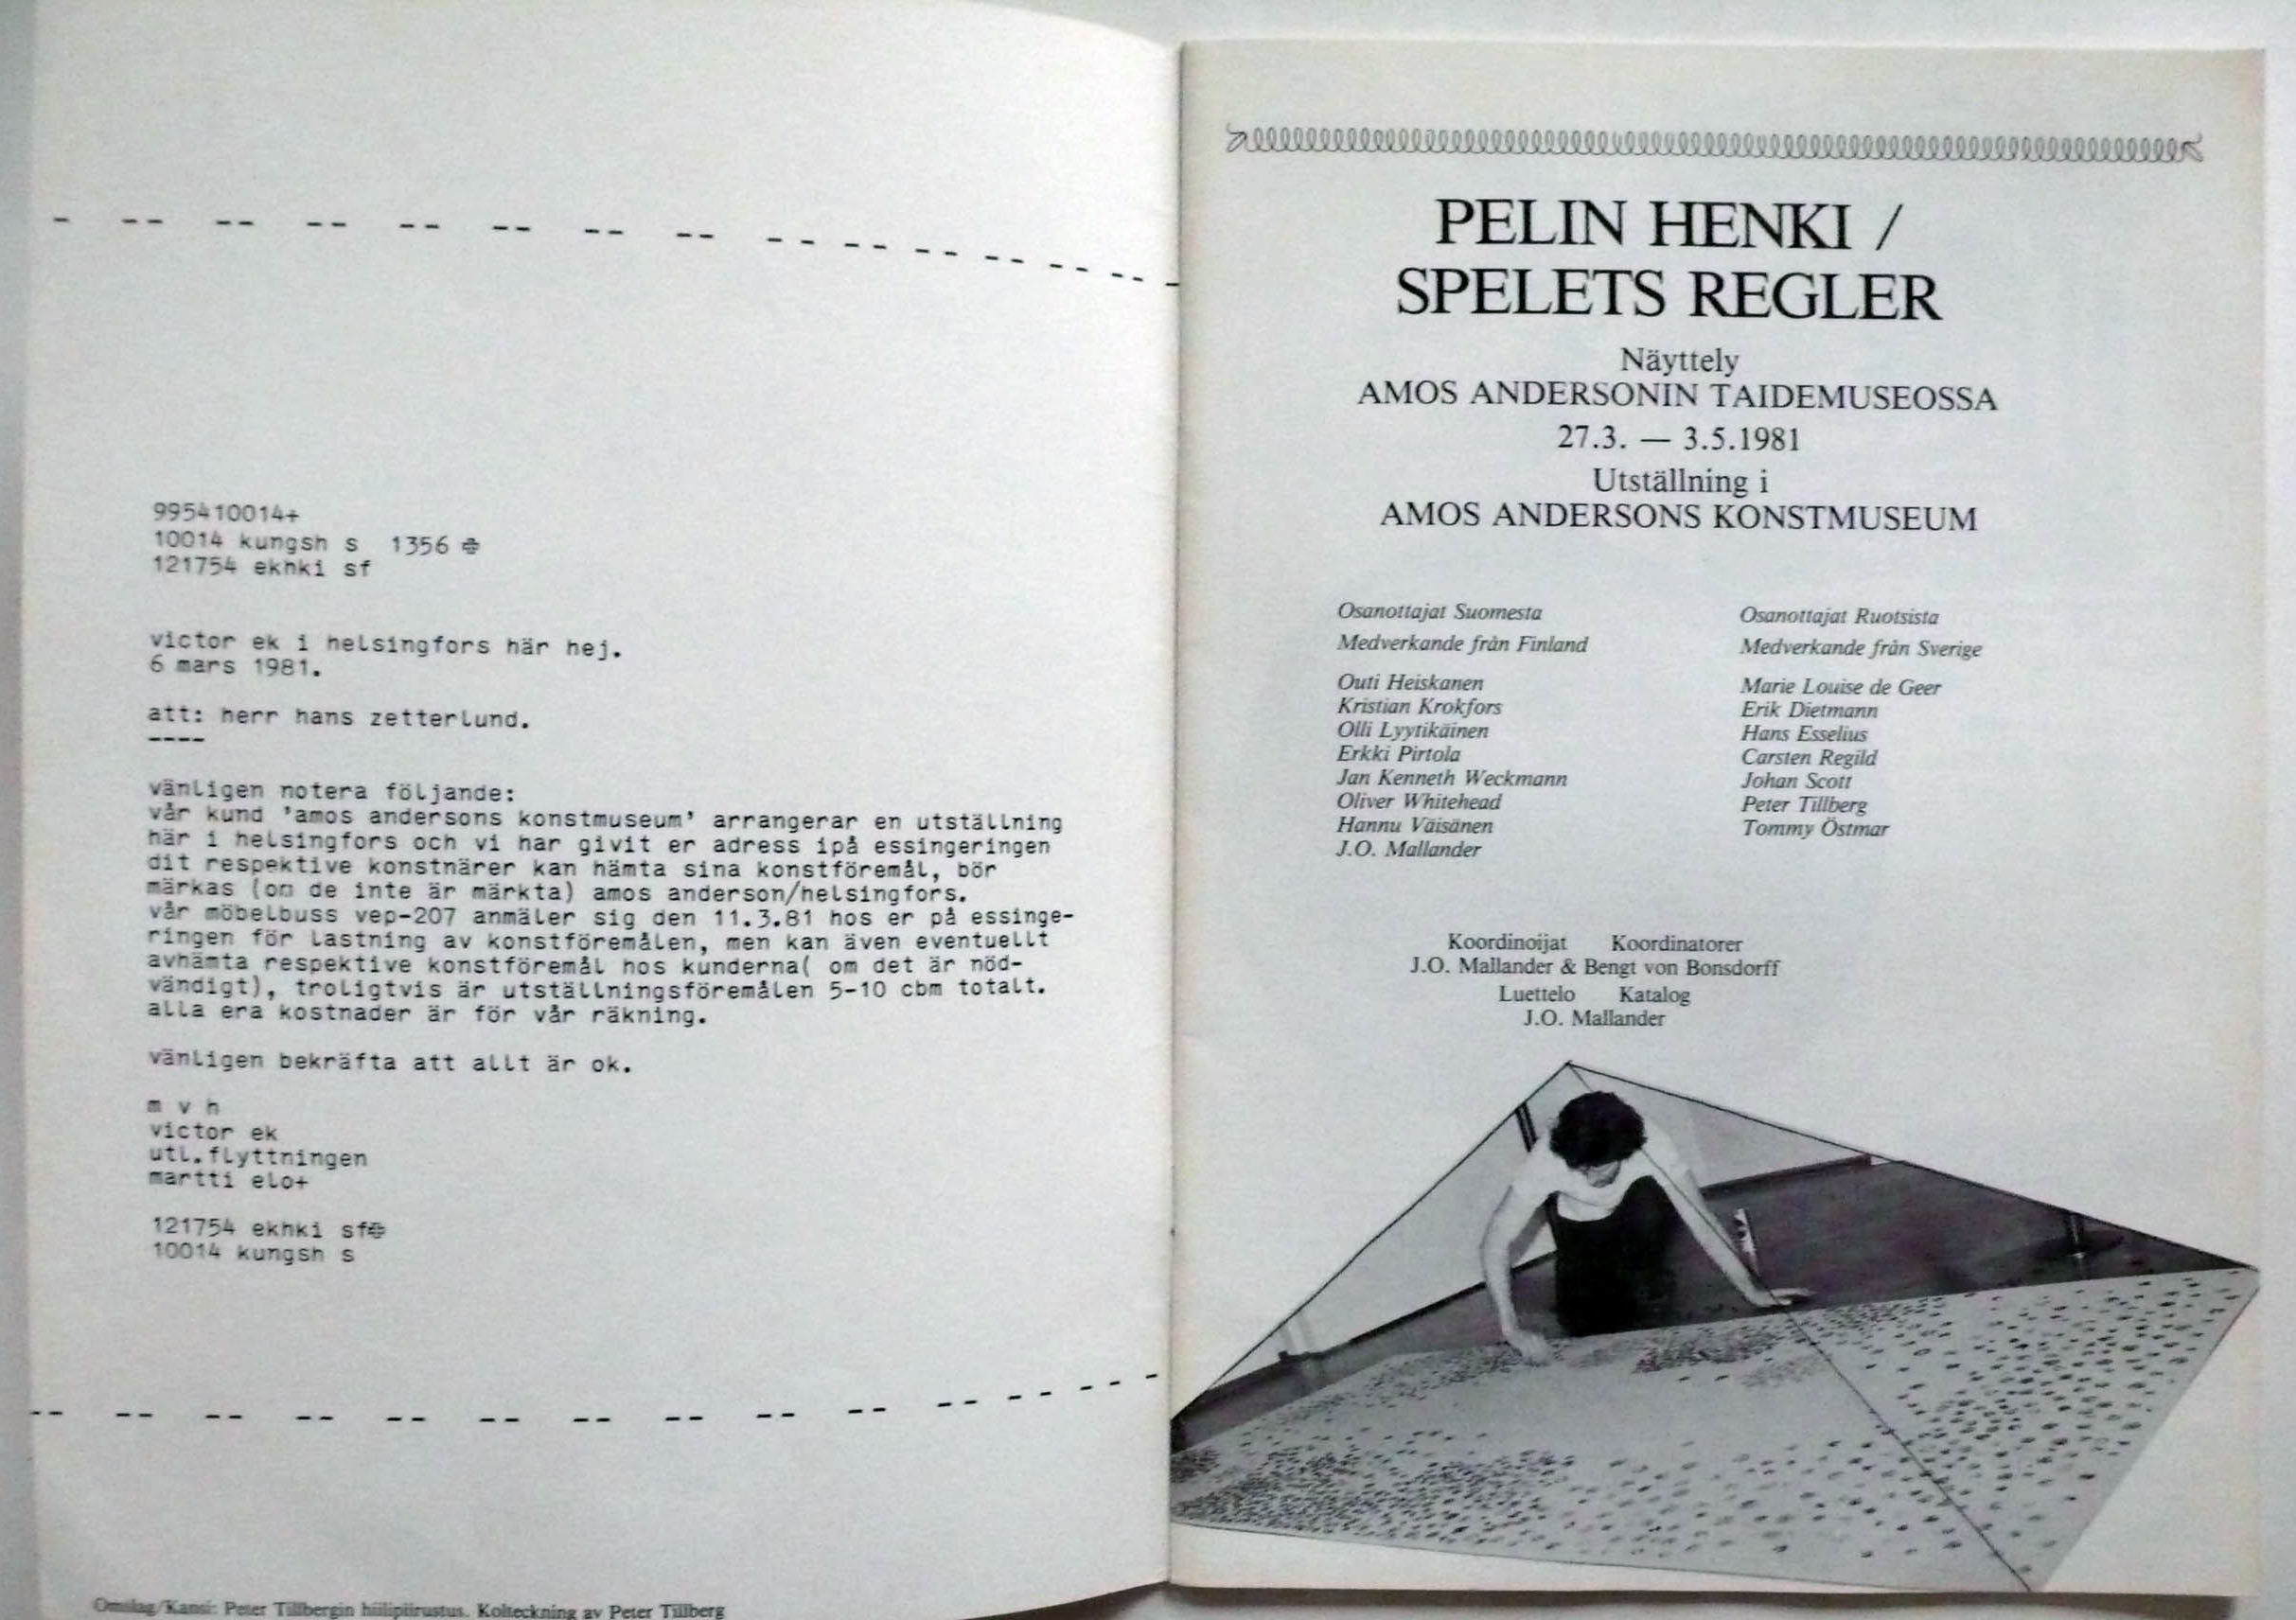 995410014+
10014 kungsh s 1356
121754 ekhki sf
victor ek i helsingfors här hej.
6 mars 1981.
att: herr hans zetterlund.
----
vänligen notera följande:
vår kund 'amos andersons konstmuseum' arrangerar en utställning
här i helsingfors och vi har givit er adress ipå essingeringen
dit respektive konstnärer kan hämta sina konstföremål, bör
märkas (om de inte är märkta) amos anderson/helsingfors.
vår möbelbuss vep-207 anmäler sig den 11.3.81 hos er på essinge-
ringen för lastning av konstföremålen, men kan även eventuellt
avhämta respektive konstföremål hos kunderna( om det är nöd-
vändigt), troligtvis är utställningsföremålen 5-10 cbm totalt.
alla era kostnader är för vår räkning.
vänligen bekräfta att allt är ok.
m v h
victor ek
utl.flyttningen
martti elo+
121754 ekhki sf
10014 kungsh s
Omslag/Kansi: Peter Tillbergin hiilipiirustus. Kolteckning av Peter Tillberg
PELIN HENKI /
SPELETS REGLER
Näyttely
AMOS ANDERSONIN TAIDEMUSEOSSA
27.3. — 3.5.1981
Utställning i
AMOS ANDERSONS KONSTMUSEUM
Osanottajat Suomesta
Medverkande från Finland
Outi Heiskanen
Kristian Krokfors
Olli Lyytikäinen
Erkki Pirtola
Jan Kenneth Weckmann
Oliver Whitehead
Hannu Väisänen
J.O. Mallander
Osanottajat Ruotsista
Medverkande från Sverige
Marie Louise de Geer
Erik Dietmann
Hans Esselius
Carsten Regild
Johan Scott
Peter Tillberg
Tommy Östmar
Koordinoijat Koordinatorer
J.O. Mallander & Bengt von Bonsdorff
Luettelo Katalog
J.O. Mallander